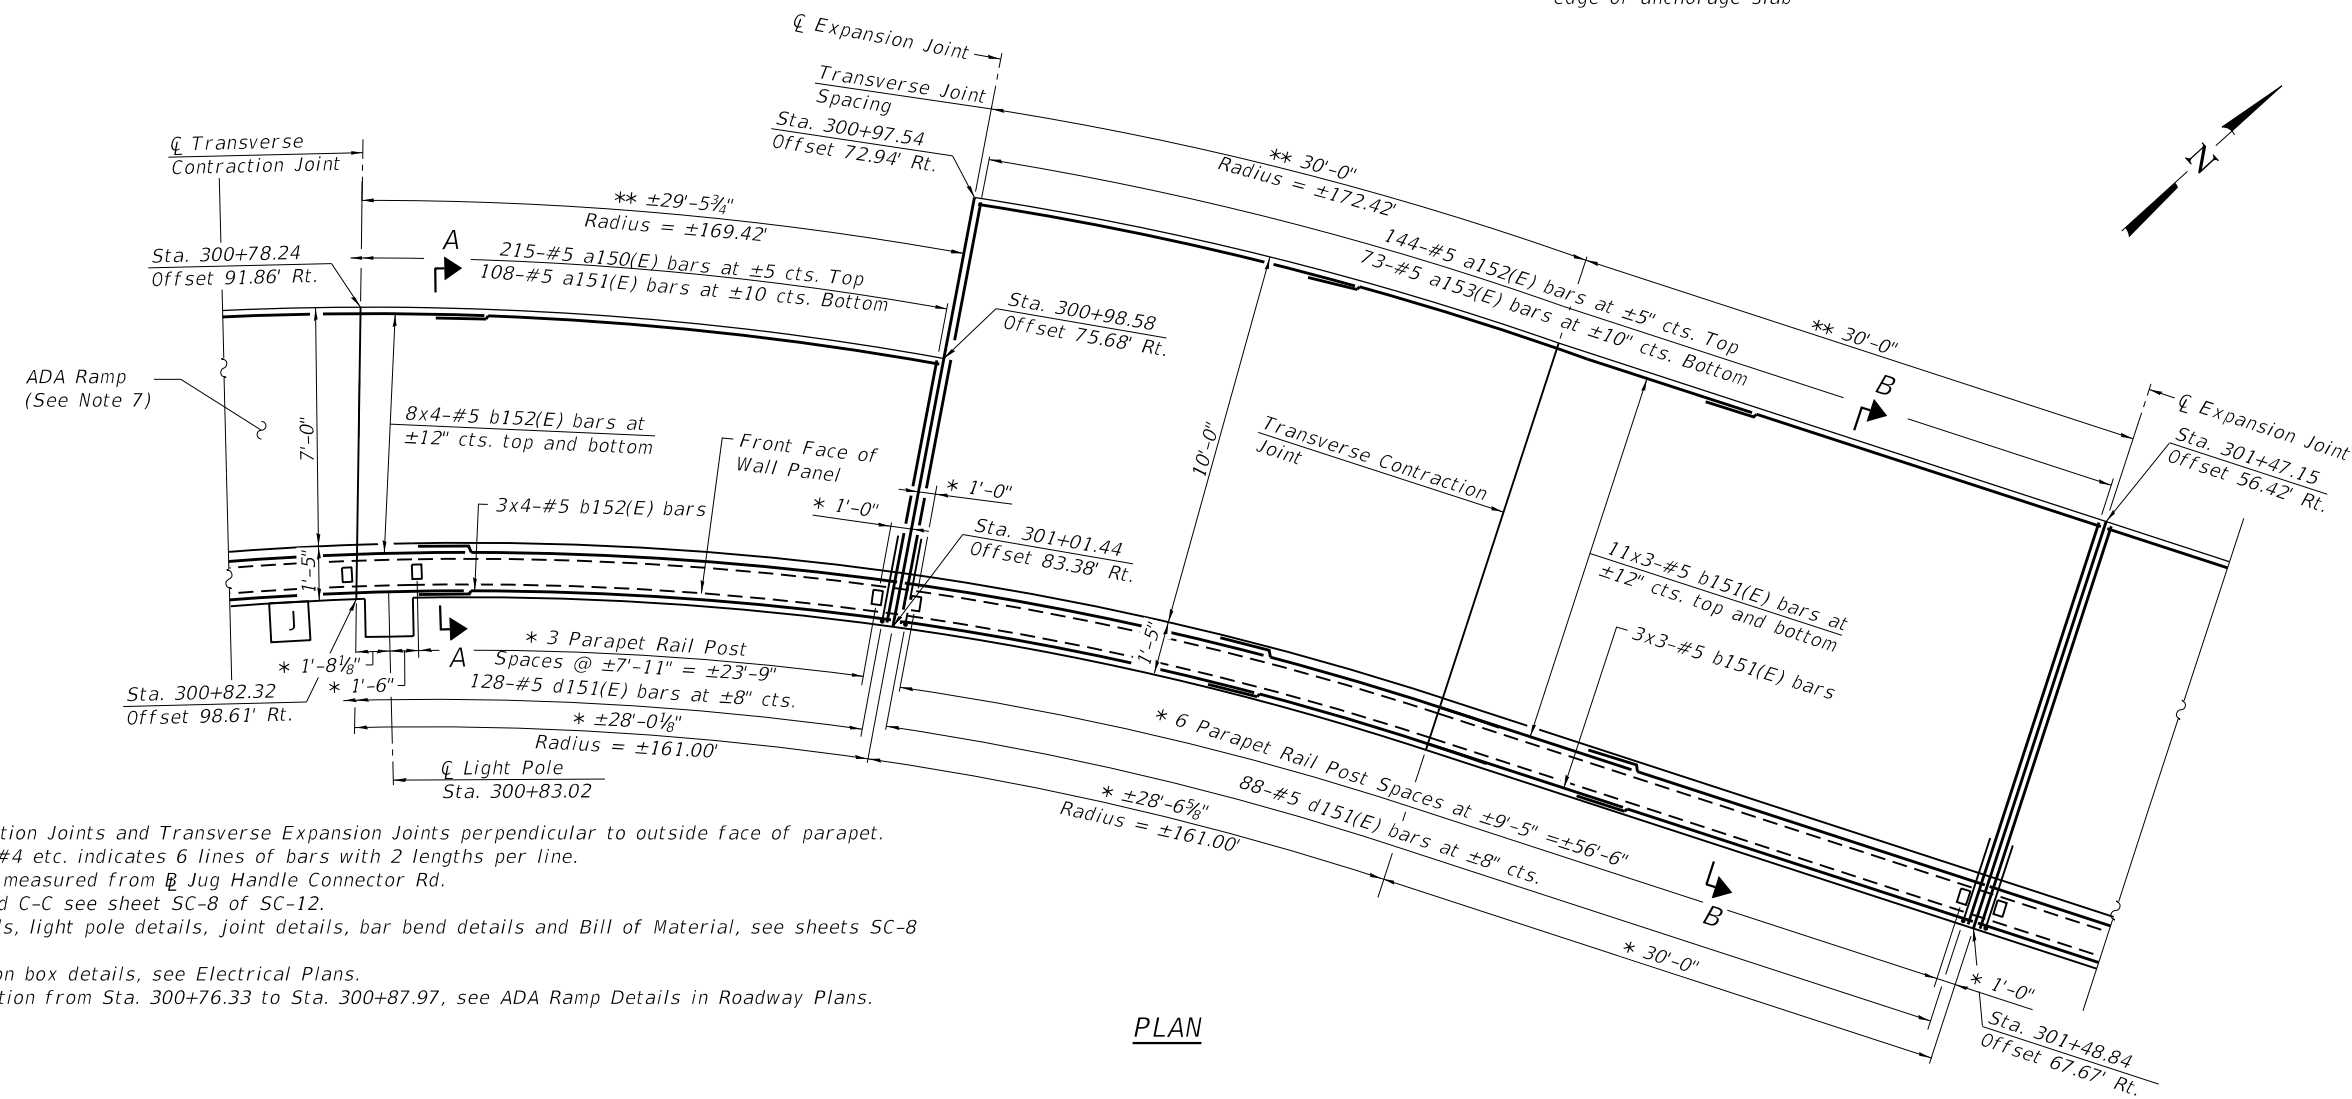 edge of anchorage slab
℄ Expansion Joint
Transverse Joint
Spacing
Sta. 300+97.54
Offset 72.94' Rt.
℄ Transverse
Contraction Joint
** ±29'-5¾"
Radius = ±169.42'
** 30'-0"
Radius = ±172.42'
N
A
215-#5 a150(E) bars at ±5 cts. Top
108-#5 a151(E) bars at ±10 cts. Bottom
Sta. 300+78.24
Offset 91.86' Rt.
144-#5 a152(E) bars at ±5" cts. Top
73-#5 a153(E) bars at ±10" cts. Bottom
** 30'-0"
B
℄ Expansion Joint
Sta. 301+47.15
Offset 56.42' Rt.
Sta. 300+98.58
Offset 75.68' Rt.
ADA Ramp
(See Note 7)
7'-0"
8x4-#5 b152(E) bars at
±12" cts. top and bottom
Front Face of
Wall Panel
10'-0"
Transverse Contraction
Joint
3x4-#5 b152(E) bars
* 1'-0"
* 1'-0"
Sta. 301+01.44
Offset 83.38' Rt.
11x3-#5 b151(E) bars at
±12" cts. top and bottom
3x3-#5 b151(E) bars
1'-5"
1'-5"
J
* 1'-8⅛"
* 1'-6"
A
* 3 Parapet Rail Post
Spaces @ ±7'-11" = ±23'-9"
128-#5 d151(E) bars at ±8" cts.
Sta. 300+82.32
Offset 98.61' Rt.
* ±28'-0⅛"
Radius = ±161.00'
℄ Light Pole
Sta. 300+83.02
* 6 Parapet Rail Post Spaces at ±9'-5" =±56'-6"
88-#5 d151(E) bars at ±8" cts.
* ±28'-6⅝"
Radius = ±161.00'
B
* 30'-0"
* 1'-0"
Sta. 301+48.84
Offset 67.67' Rt.
tion Joints and Transverse Expansion Joints perpendicular to outside face of parapet.
#4 etc. indicates 6 lines of bars with 2 lengths per line.
measured from ⅊ Jug Handle Connector Rd.
d C-C see sheet SC-8 of SC-12.
ls, light pole details, joint details, bar bend details and Bill of Material, see sheets SC-8
on box details, see Electrical Plans.
tion from Sta. 300+76.33 to Sta. 300+87.97, see ADA Ramp Details in Roadway Plans.
PLAN